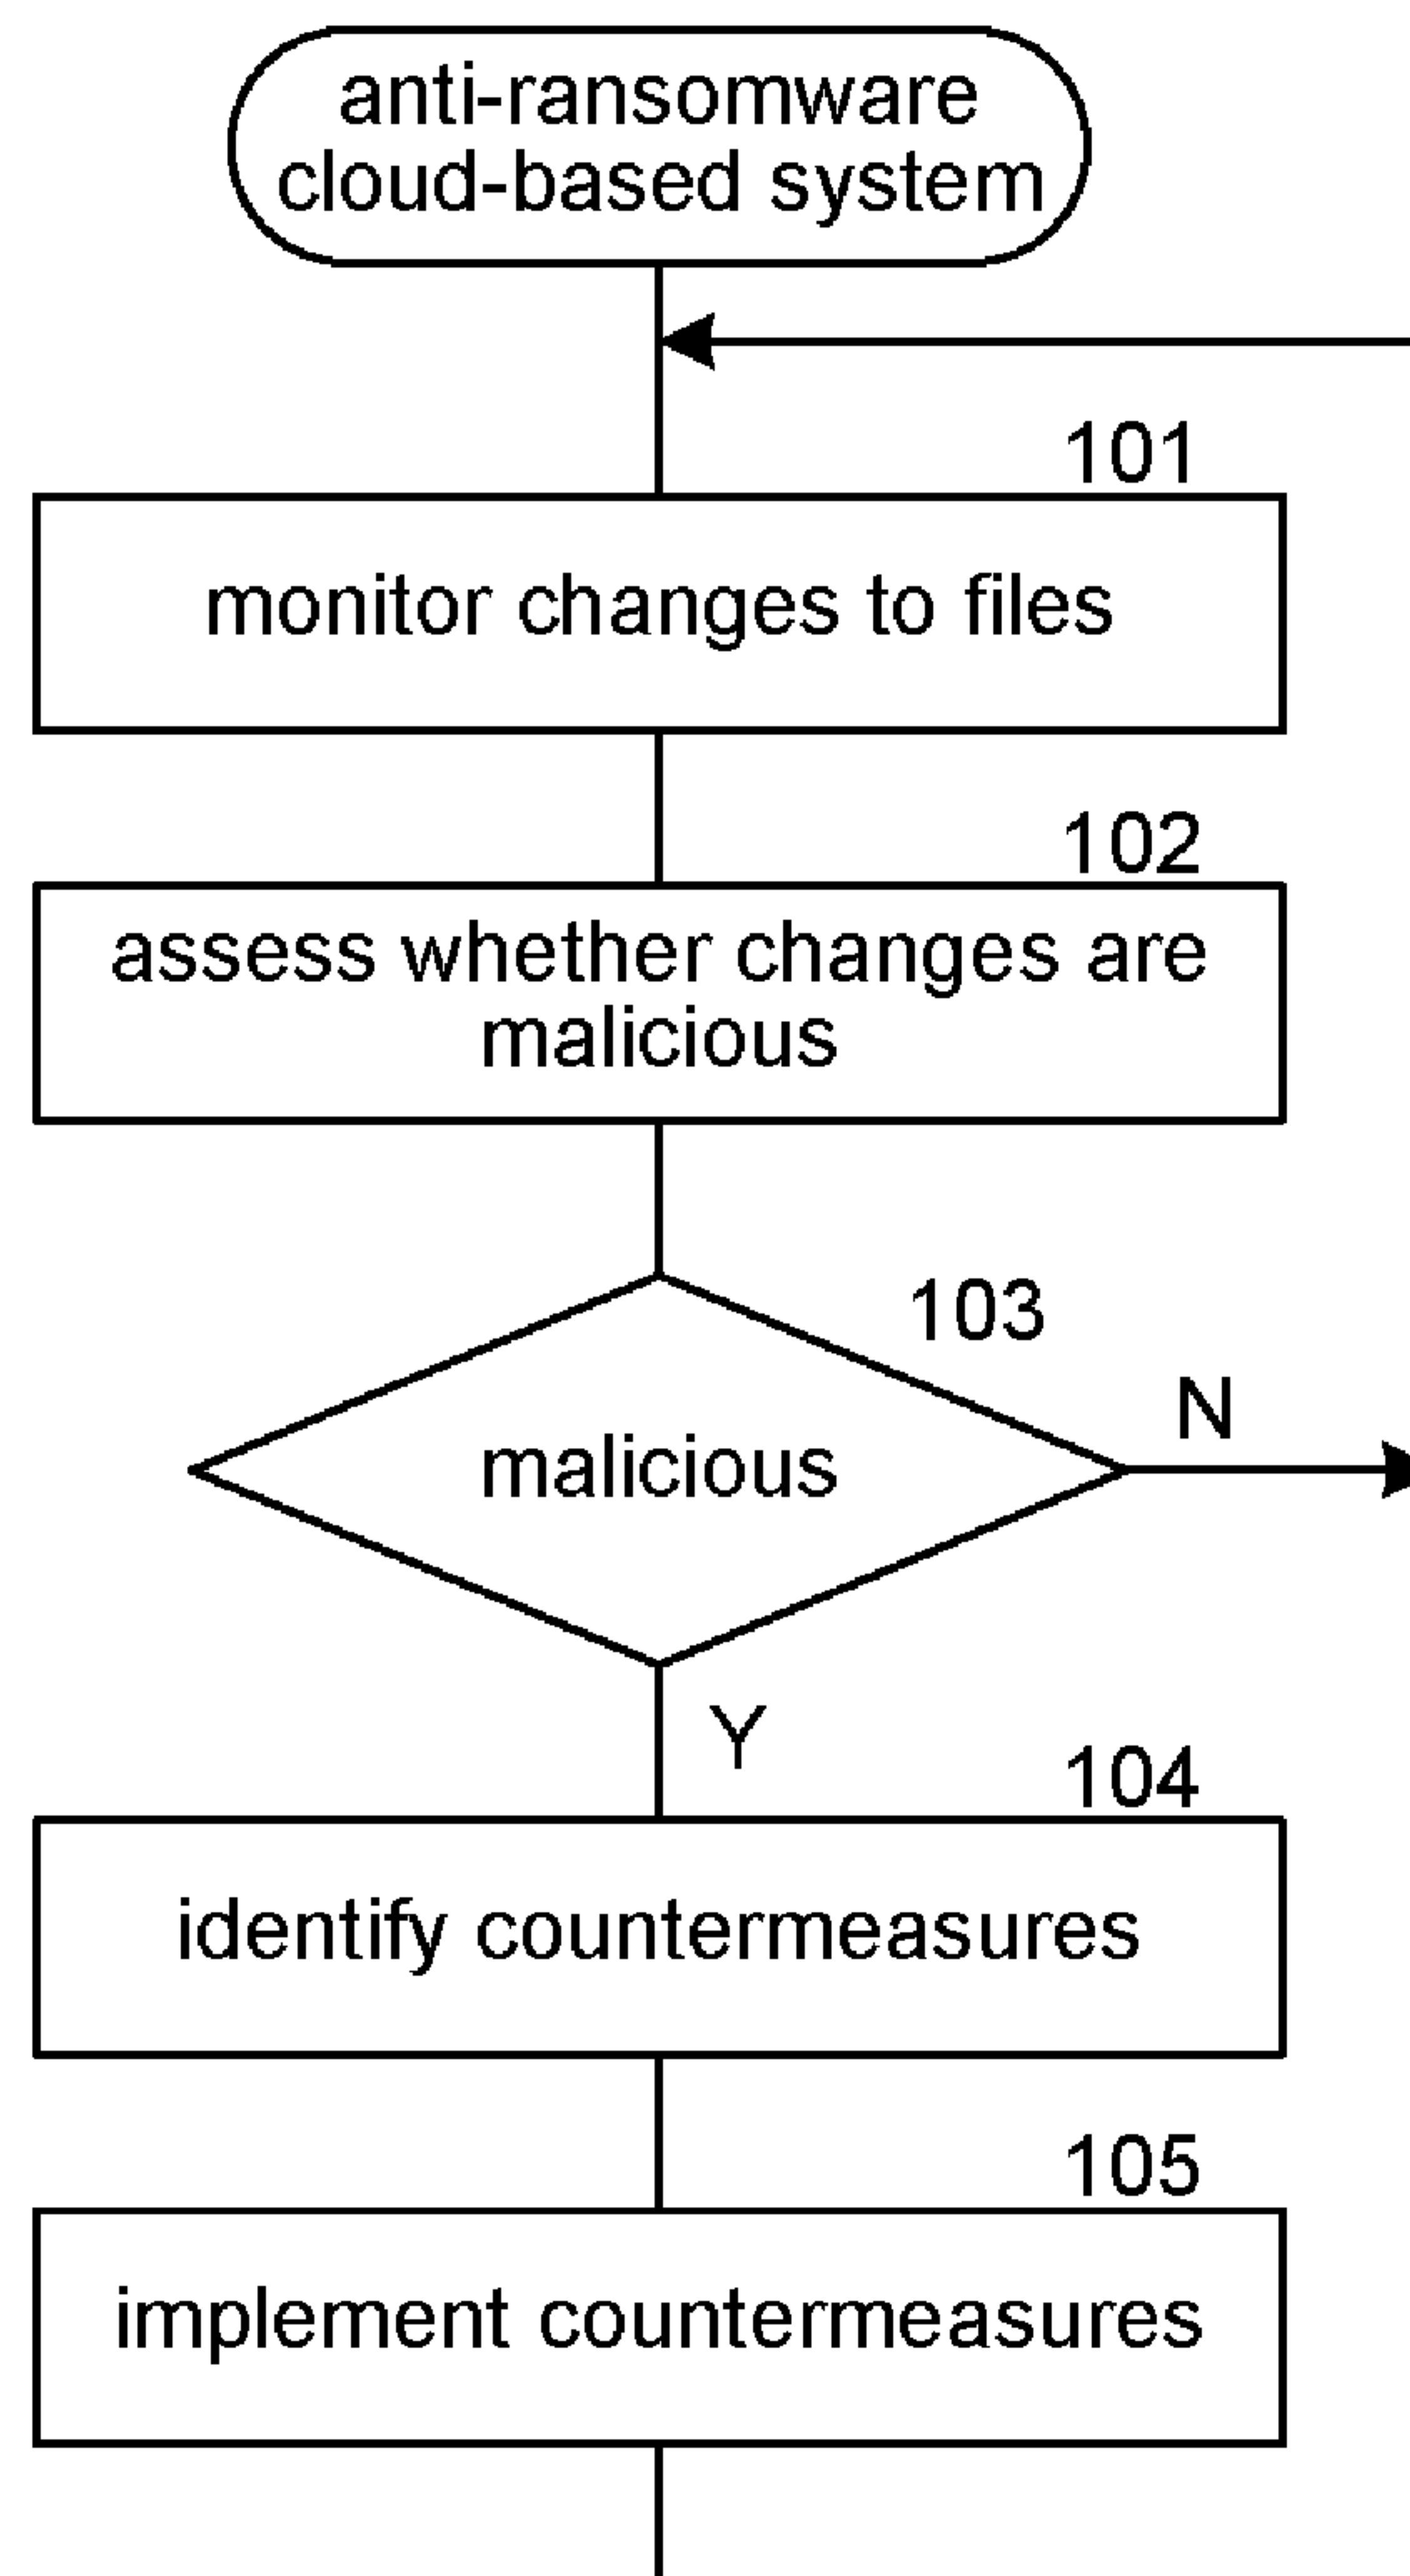 anti-ransomware
cloud-based system
101
monitor changes to files
102
assess whether changes are
malicious
103
malicious
N
Y
104
identify countermeasures
105
implement countermeasures